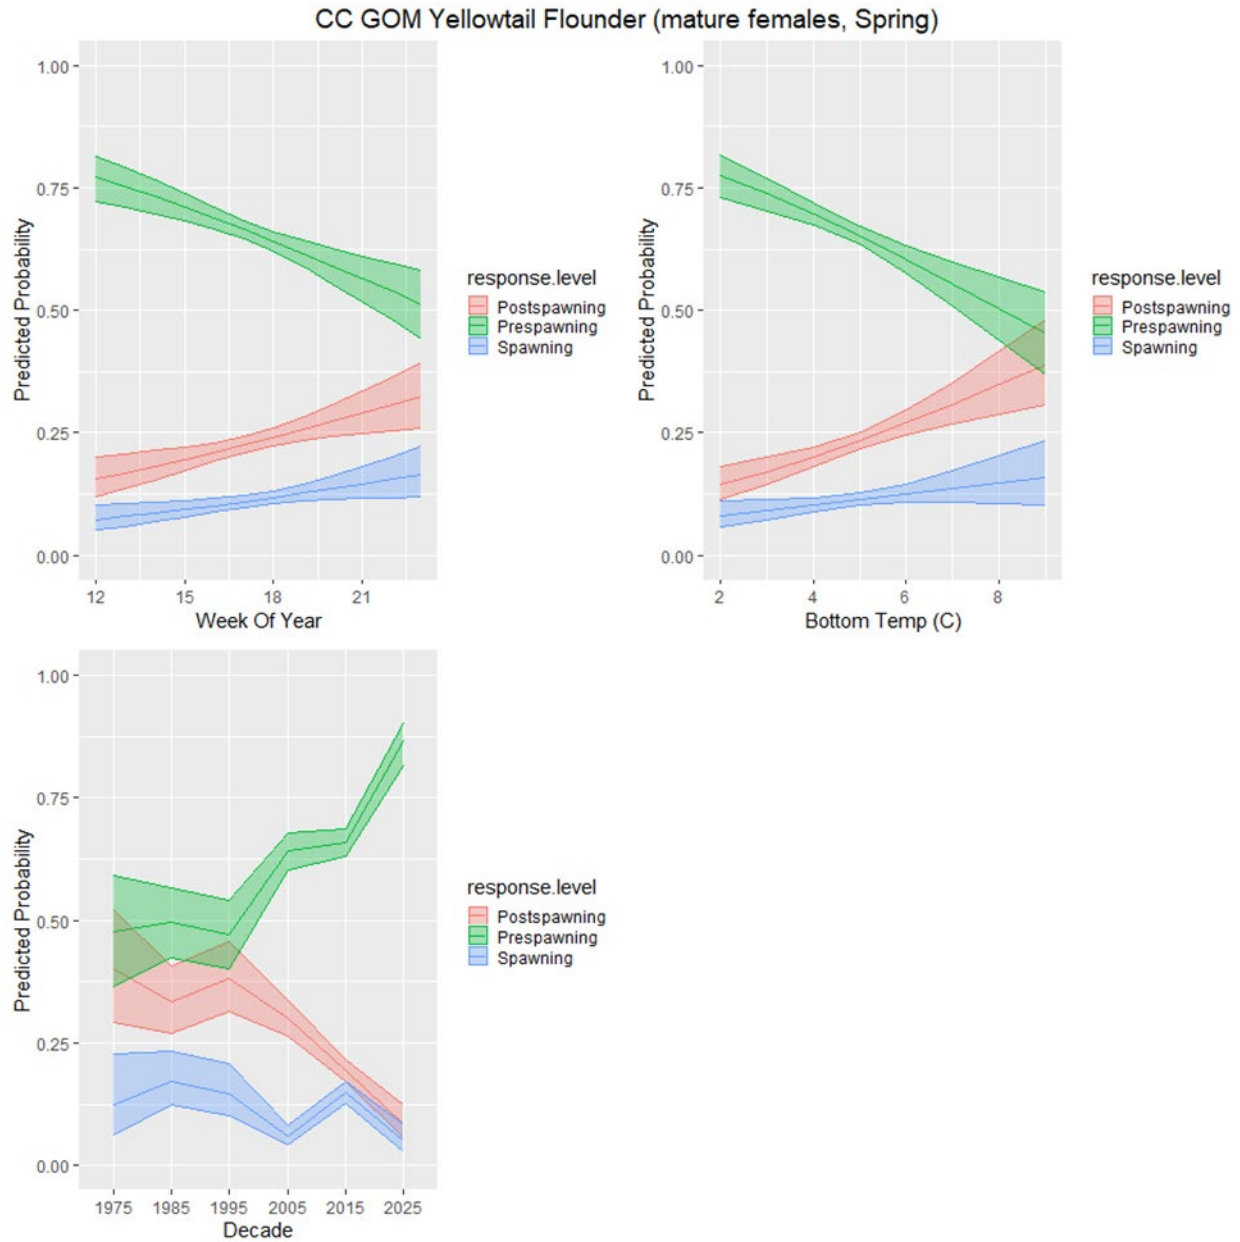 CC GOM Yellowtail Flounder (mature females, Spring)
1.00
0.75
0.50
0.25
0.00
Predicted Probability
12 15 18 21
Week Of Year
response.level
Postspawning
Prespawning
Spawning
1.00
0.75
0.50
0.25
0.00
Predicted Probability
2 4 6 8
Bottom Temp (C)
response.level
Postspawning
Prespawning
Spawning
1.00
0.75
0.50
0.25
0.00
Predicted Probability
1975 1985 1995 2005 2015 2025
Decade
response.level
Postspawning
Prespawning
Spawning